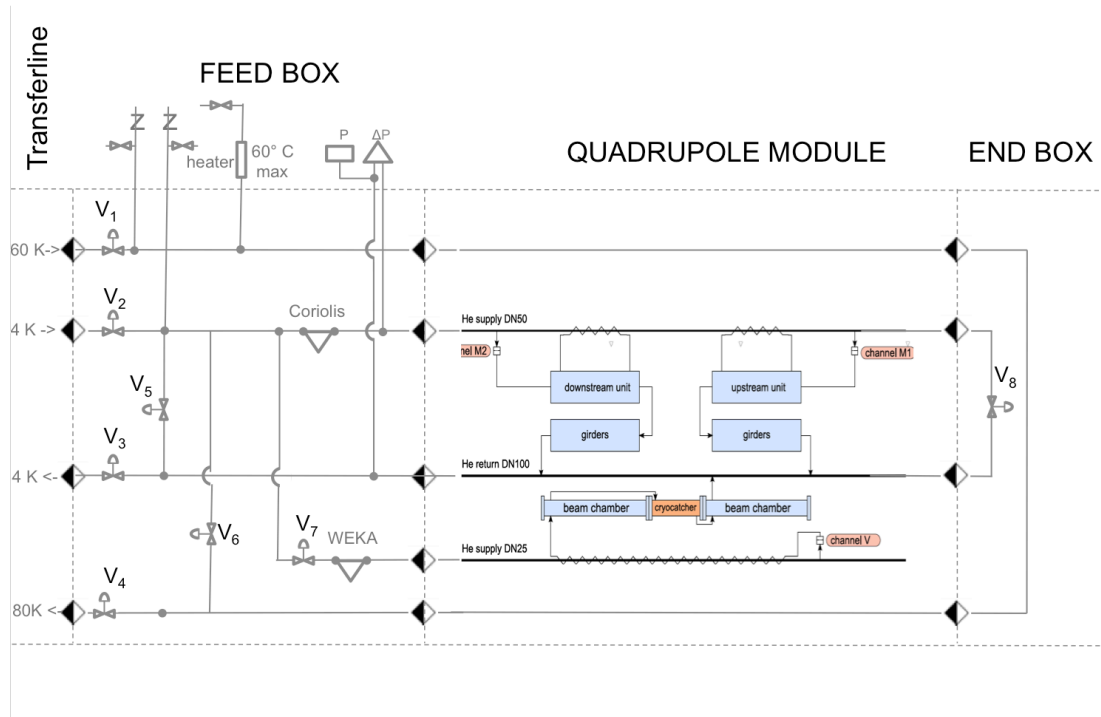 Transferline
FEED BOX
QUADRUPOLE MODULE
END BOX
Z
Z
P
ΔP
heater
60° C
max
V1
60 K->
V2
4 K ->
Coriolis
He supply DN50
nel M2
channel M1
downstream unit
upstream unit
V5
V8
girders
girders
V3
4 K <-
He return DN100
beam chamber
cryocatcher
beam chamber
V6
V7
WEKA
He supply DN25
channel V
V4
80K <-